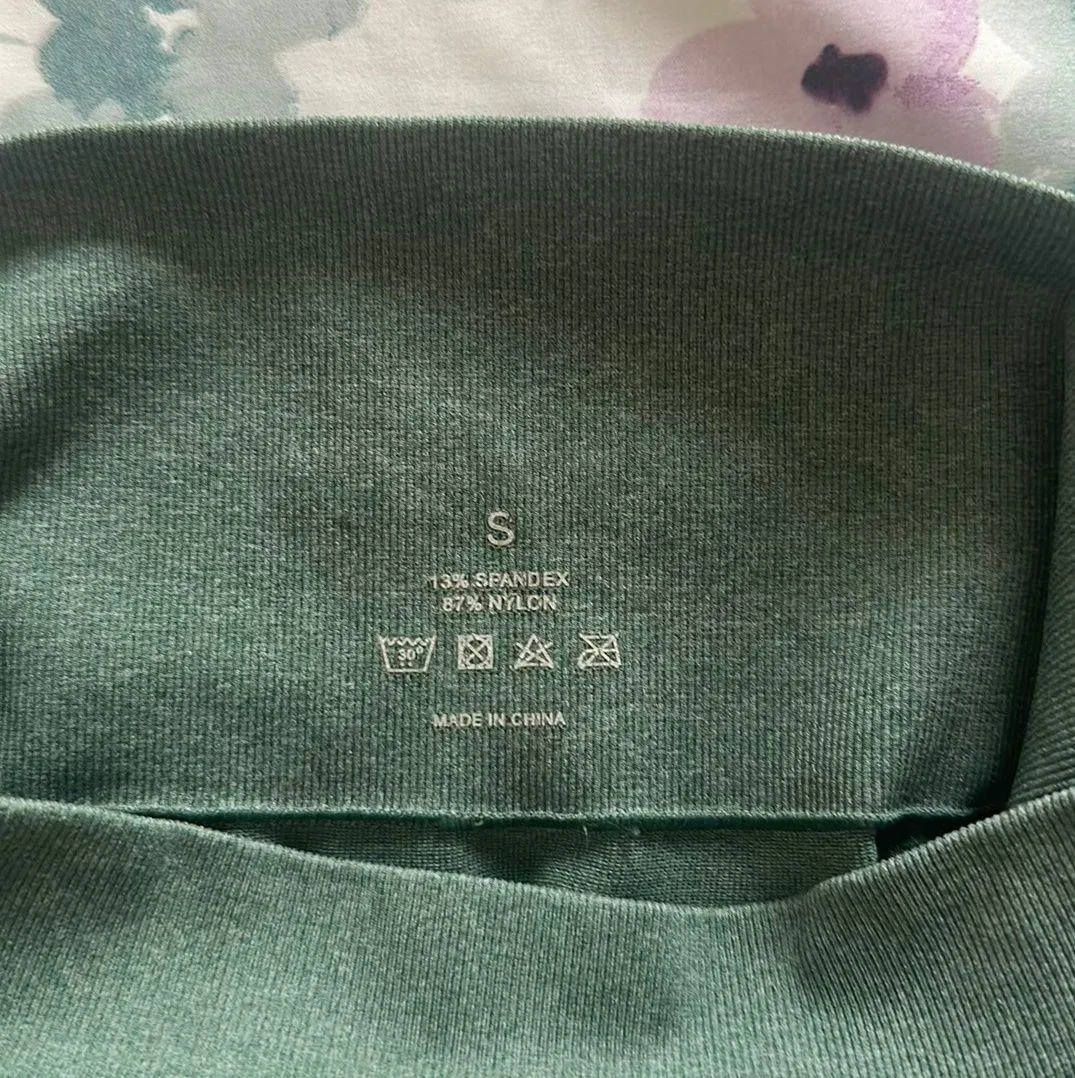 S
13% SPANDEX
87% NYLON
30°
MADE IN CHINA